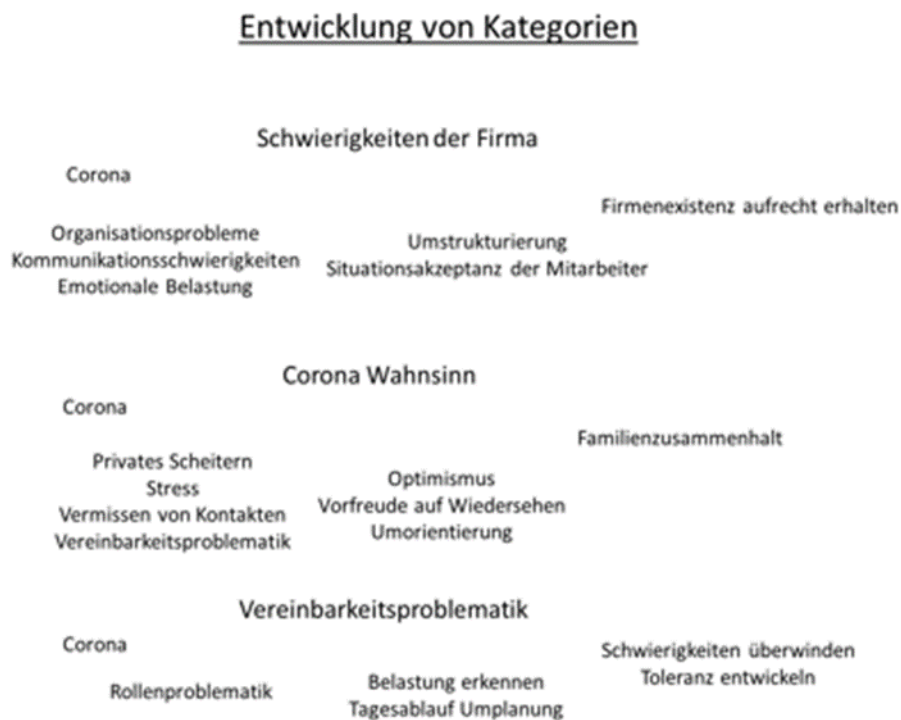 Entwicklung von Kategorien
Schwierigkeiten der Firma
Corona
Firmenexistenz aufrecht erhalten
Organisationsprobleme
Kommunikationsschwierigkeiten
Emotionale Belastung
Umstrukturierung
Situationsakzeptanz der Mitarbeiter
Corona Wahnsinn
Corona
Familienzusammenhalt
Privates Scheitern
Stress
Vermissen von Kontakten
Vereinbarkeitsproblematik
Optimismus
Vorfreude auf Wiedersehen
Umorientierung
Vereinbarkeitsproblematik
Corona
Schwierigkeiten überwinden
Toleranz entwickeln
Rollenproblematik
Belastung erkennen
Tagesablauf Umplanung